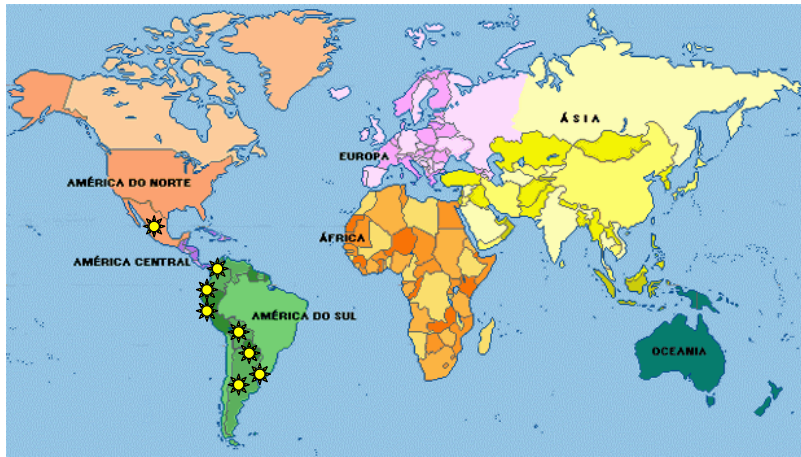 ÁSIA
EUROPA
AMÉRICA DO NORTE
ÁFRICA
AMÉRICA CENTRAL
AMÉRICA DO SUL
OCEANIA